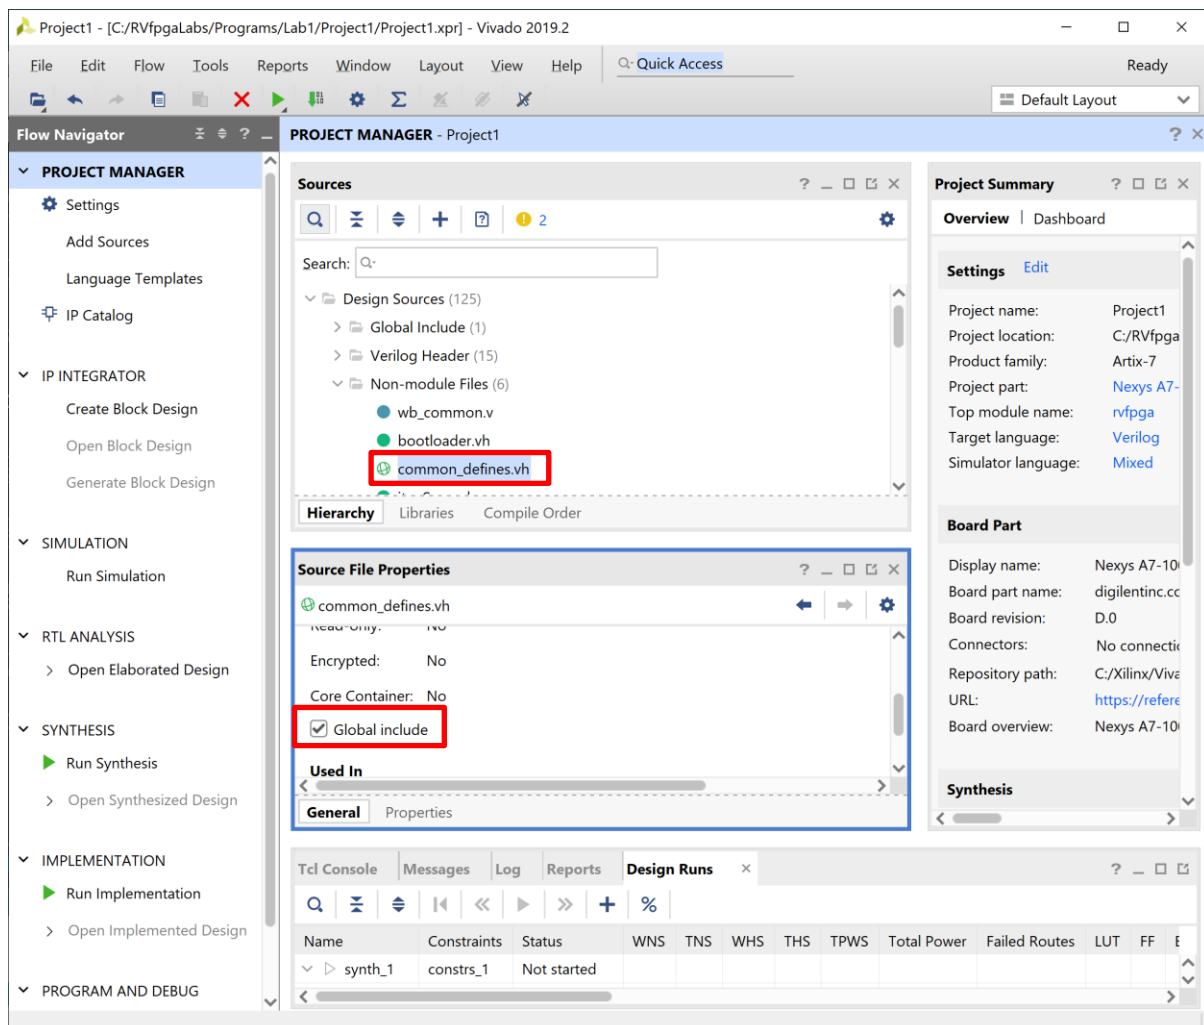 Project1 - [C:/RVfpgaLabs/Programs/Lab1/Project1/Project1.xpr] - Vivado 2019.2
File Edit Flow Tools Reports Window Layout View Help Quick Access Ready
Default Layout
Flow Navigator
PROJECT MANAGER
Settings
Add Sources
Language Templates
IP Catalog
IP INTEGRATOR
Create Block Design
Open Block Design
Generate Block Design
SIMULATION
Run Simulation
RTL ANALYSIS
Open Elaborated Design
SYNTHESIS
Run Synthesis
Open Synthesized Design
IMPLEMENTATION
Run Implementation
Open Implemented Design
PROGRAM AND DEBUG
PROJECT MANAGER - Project1
Sources
2
Search:
Design Sources (125)
Global Include (1)
Verilog Header (15)
Non-module Files (6)
wb_common.v
bootloader.vh
common_defines.vh
Hierarchy Libraries Compile Order
Source File Properties
common_defines.vh
Read-only: No
Encrypted: No
Core Container: No
Global include
Used In
General Properties
Project Summary
Overview | Dashboard
Settings Edit
Project name: Project1
Project location: C:/RVfpga
Product family: Artix-7
Project part: Nexys A7-
Top module name: rvfpga
Target language: Verilog
Simulator language: Mixed
Board Part
Display name: Nexys A7-10
Board part name: digilentinc.co
Board revision: D.0
Connectors: No connecti
Repository path: C:/Xilinx/Viva
URL: https://refere
Board overview: Nexys A7-10
Synthesis
Tcl Console Messages Log Reports Design Runs
Name Constraints Status WNS TNS WHS THS TPWS Total Power Failed Routes LUT FF
synth_1 constrs_1 Not started